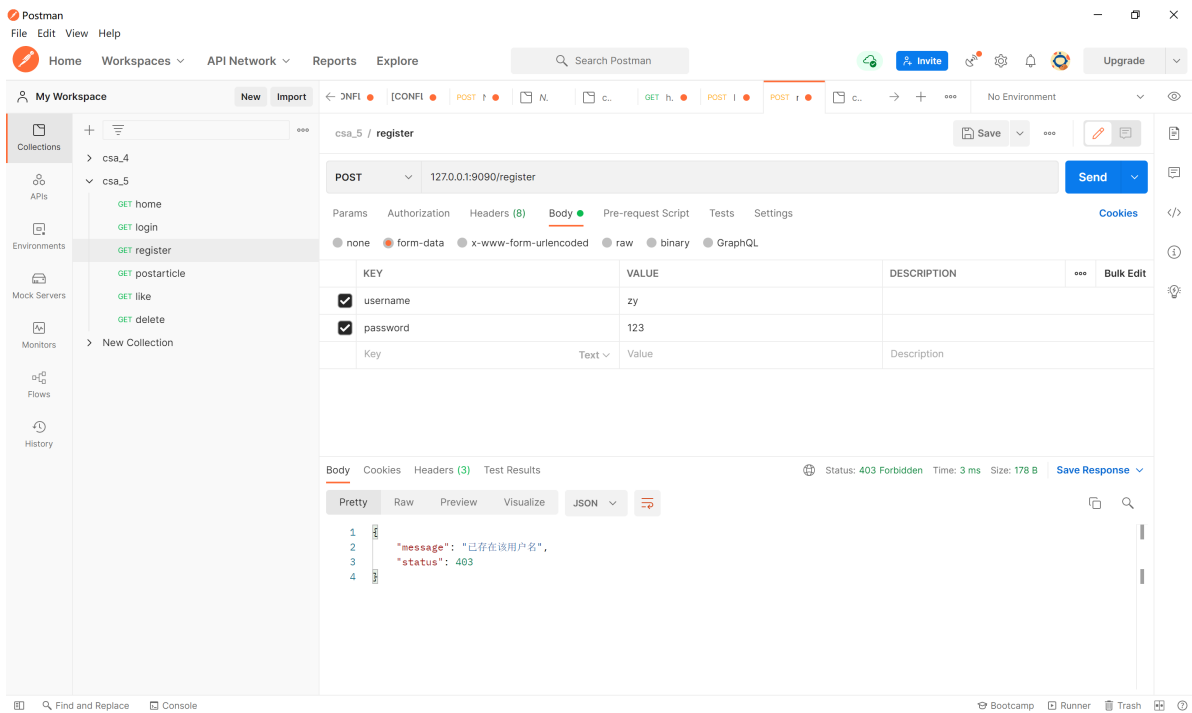 Postman
File Edit View Help
Home Workspaces API Network Reports Explore
Search Postman
Invite
Upgrade
My Workspace
New Import
ONFL
[CONFL
POST
N.
c..
GET h.
POST
POST
c..
No Environment
Collections
APIs
Environments
Mock Servers
Monitors
Flows
History
csa_4
csa_5
GET home
GET login
GET register
GET postarticle
GET like
GET delete
New Collection
csa_5 / register
Save
POST 127.0.0.1:9090/register
Send
Params Authorization Headers (8) Body Pre-request Script Tests Settings
Cookies
none form-data x-www-form-urlencoded raw binary GraphQL
KEY VALUE DESCRIPTION Bulk Edit
username zy
password 123
Key Text Value Description
Body Cookies Headers (3) Test Results
Status: 403 Forbidden Time: 3 ms Size: 178 B Save Response
Pretty Raw Preview Visualize JSON
1 {
2 "message": "已存在该用户名",
3 "status": 403
4 }
Find and Replace Console
Bootcamp Runner Trash